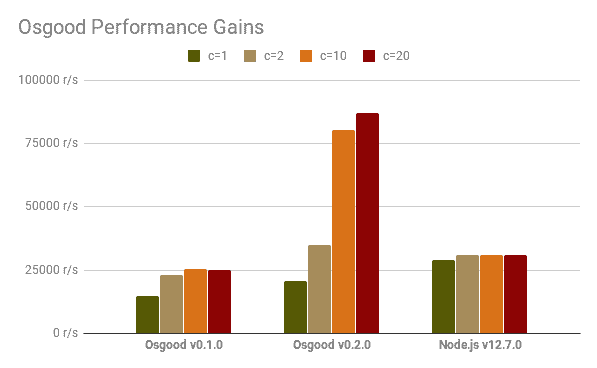 Osgood Performance Gains
c=1 c=2 c=10 c=20
100000 r/s
75000 r/s
50000 r/s
25000 r/s
0 r/s
Osgood v0.1.0 Osgood v0.2.0 Node.js v12.7.0